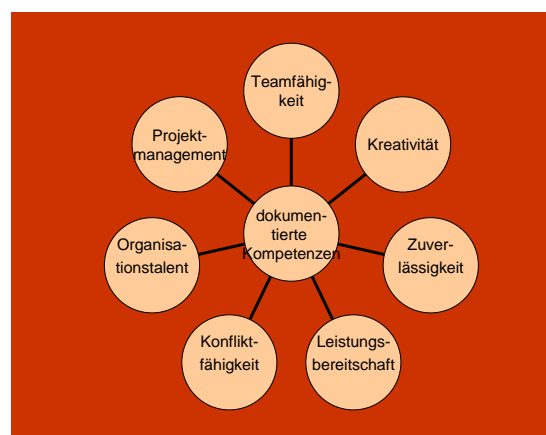 Teamfähig-
keit
Projekt-
management
Kreativität
dokumen-
tierte
Kompetenzen
Organisa-
tionstalent
Zuver-
lässigkeit
Konflikt-
fähigkeit
Leistungs-
bereitschaft